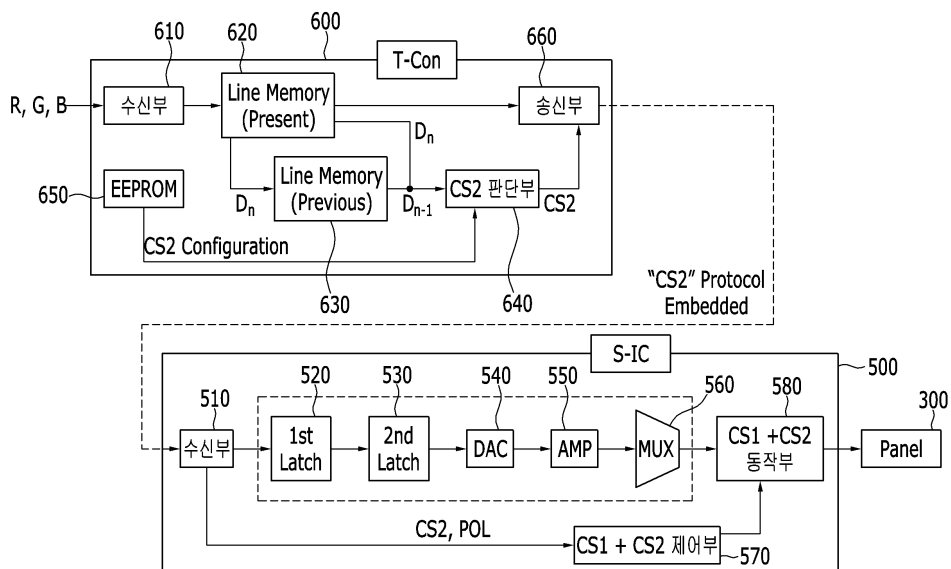 610
620
600
660
T-Con
R, G, B
수신부
Line Memory
(Present)
송신부
Dn
650
EEPROM
Dn
Line Memory
(Previous)
Dn-1
CS2 판단부
CS2
CS2 Configuration
630
640
"CS2" Protocol
Embedded
S-IC
500
510
520
530
540
550
560
580
300
수신부
1st
Latch
2nd
Latch
DAC
AMP
MUX
CS1 +CS2
동작부
Panel
CS2, POL
CS1 + CS2 제어부
570